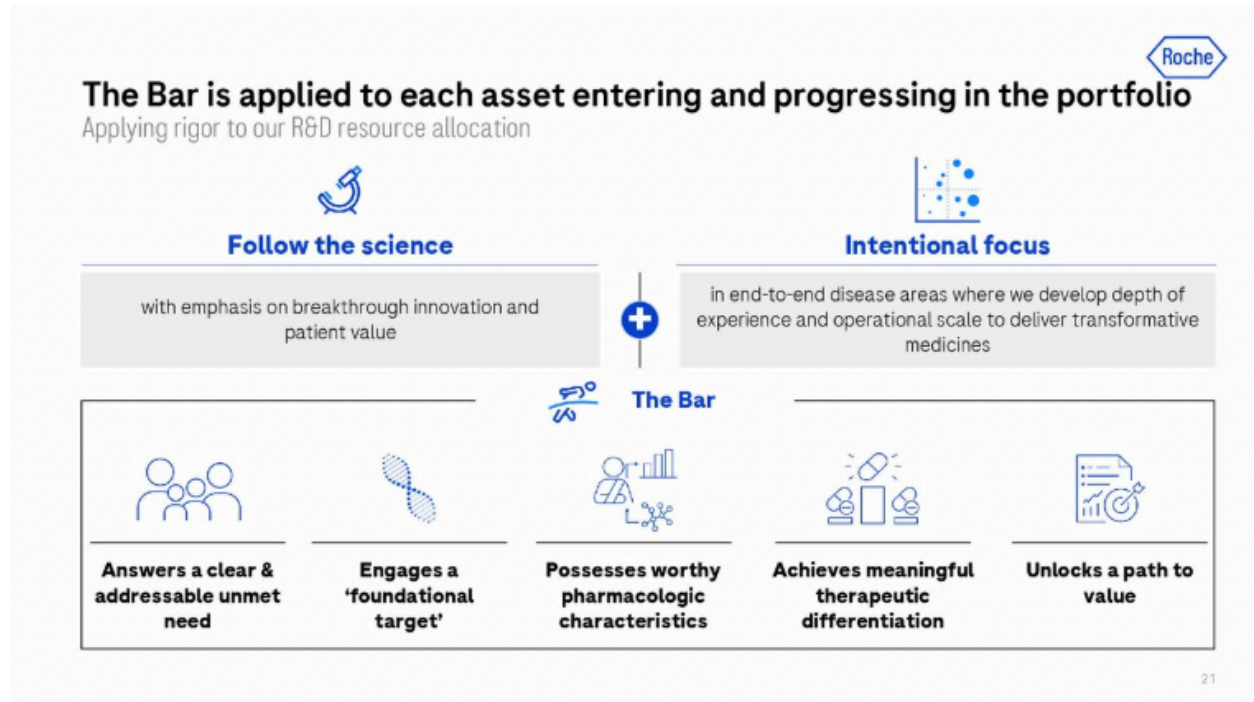 Roche
The Bar is applied to each asset entering and progressing in the portfolio
Applying rigor to our R&D resource allocation
Follow the science
with emphasis on breakthrough innovation and
patient value
Intentional focus
in end-to-end disease areas where we develop depth of
experience and operational scale to deliver transformative
medicines
The Bar
Answers a clear &
addressable unmet
need
Engages a
‘foundational
target’
Possesses worthy
pharmacologic
characteristics
Achieves meaningful
therapeutic
differentiation
Unlocks a path to
value
21